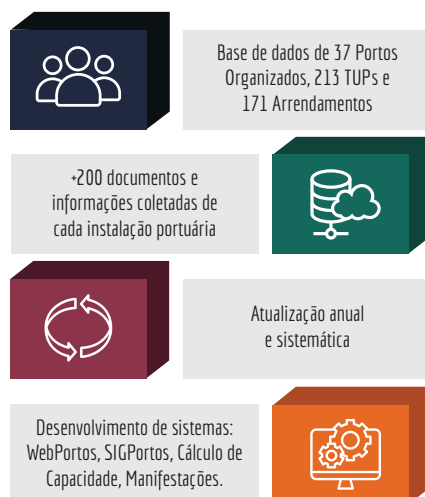 Base de dados de 37 Portos
Organizados, 213 TUPs e
171 Arrendamentos
+200 documentos e
informações coletadas de
cada instalação portuária
Atualização anual
e sistemática
Desenvolvimento de sistemas:
WebPortos, SIGPortos, Cálculo de
Capacidade, Manifestações.